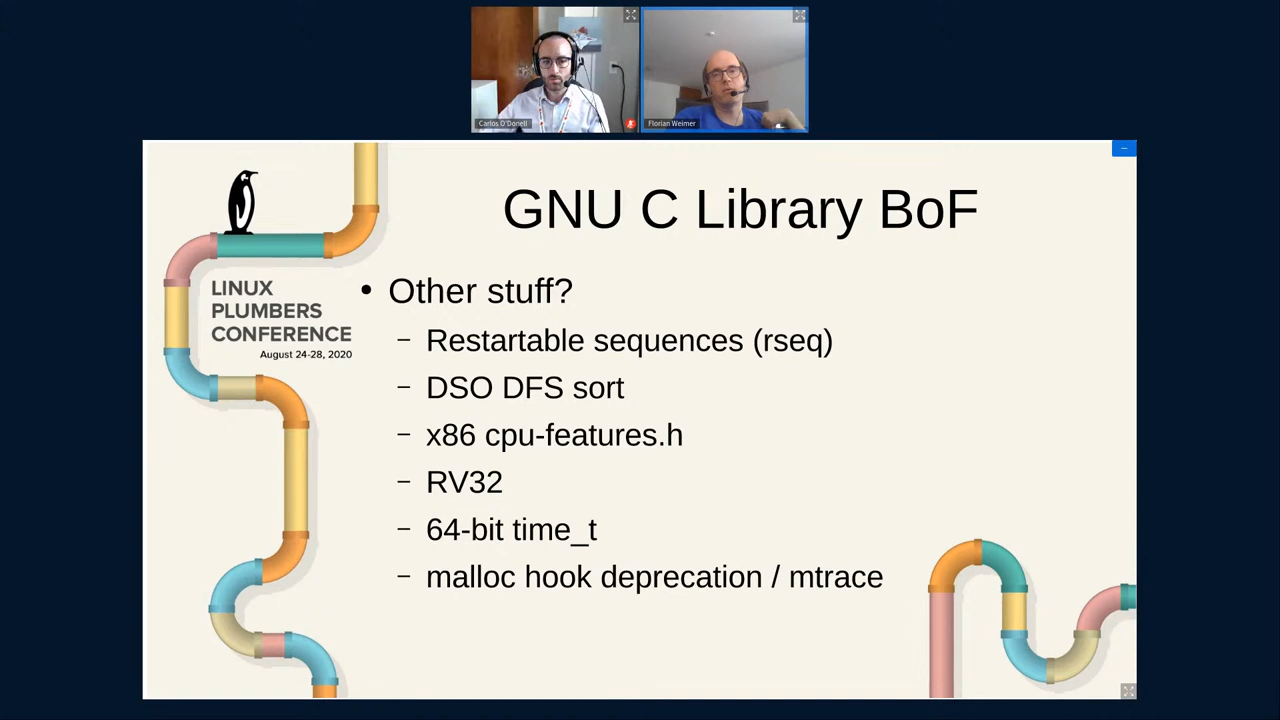 Carlos O'Donell
Florian Weimer
GNU C Library BoF
LINUX
PLUMBERS
CONFERENCE
August 24-28, 2020
• Other stuff?
– Restartable sequences (rseq)
– DSO DFS sort
– x86 cpu-features.h
– RV32
– 64-bit time_t
– malloc hook deprecation / mtrace